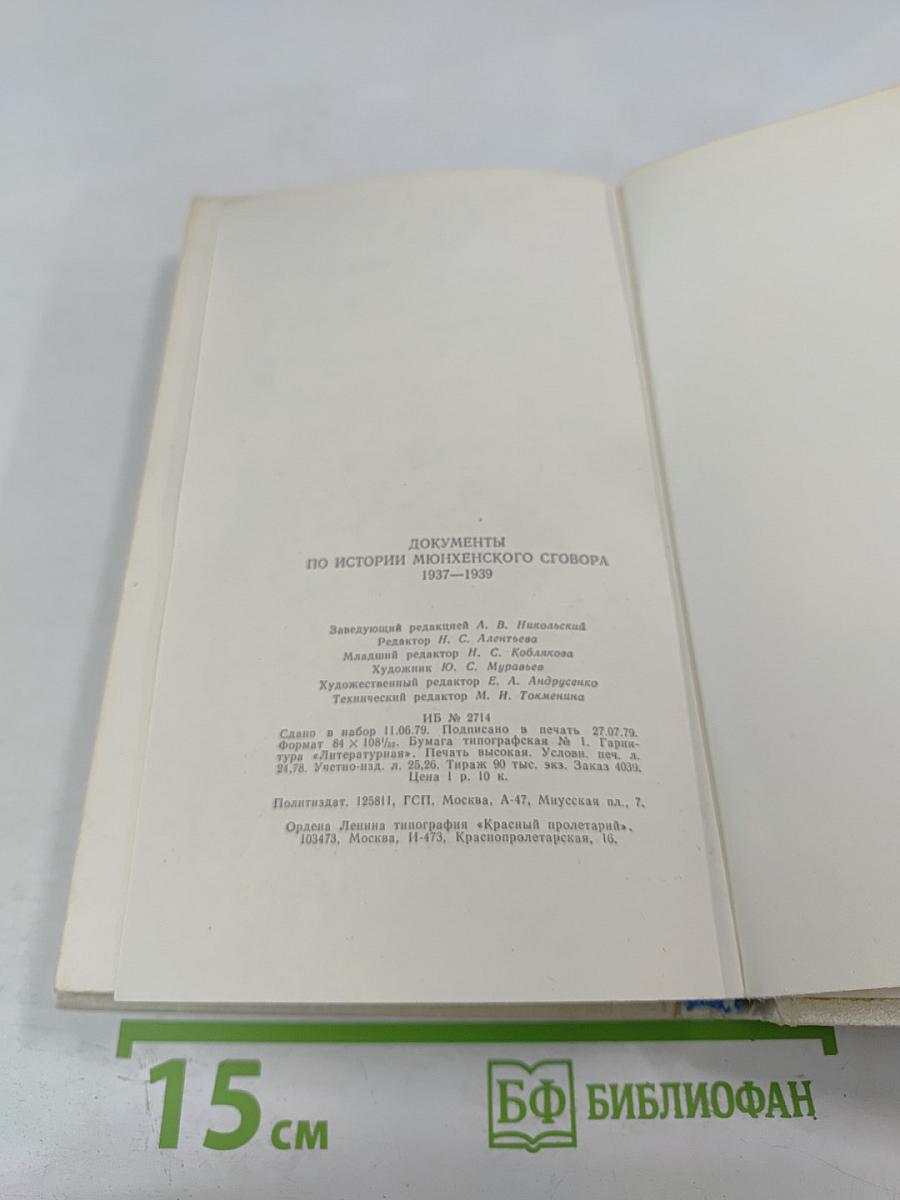 ДОКУМЕНТЫ
ПО ИСТОРИИ МЮНХЕНСКОГО СГОВОРА
1937—1939
Заведующий редакцией А. В. Никольский
Редактор Н. С. Алентьева
Младший редактор Н. С. Коблякова
Художник Ю. С. Муравьев
Художественный редактор Е. А. Андрусенко
Технический редактор М. И. Токменина
ИБ № 2714
Сдано в набор 11.06.79. Подписано в печать 27.07.79.
Формат 84 × 108¹/₃₂. Бумага типографская № 1. Гарни-
тура «Литературная». Печать высокая. Условн. печ. л.
24,78. Учетно-изд. л. 25,26. Тираж 90 тыс. экз. Заказ 4039.
Цена 1 р. 10 к.
Политиздат. 125811, ГСП, Москва, А-47, Миусская пл., 7.
Ордена Ленина типография «Красный пролетарий».
103473, Москва, И-473, Краснопролетарская, 16.
15 см
БФ БИБЛИОФАН